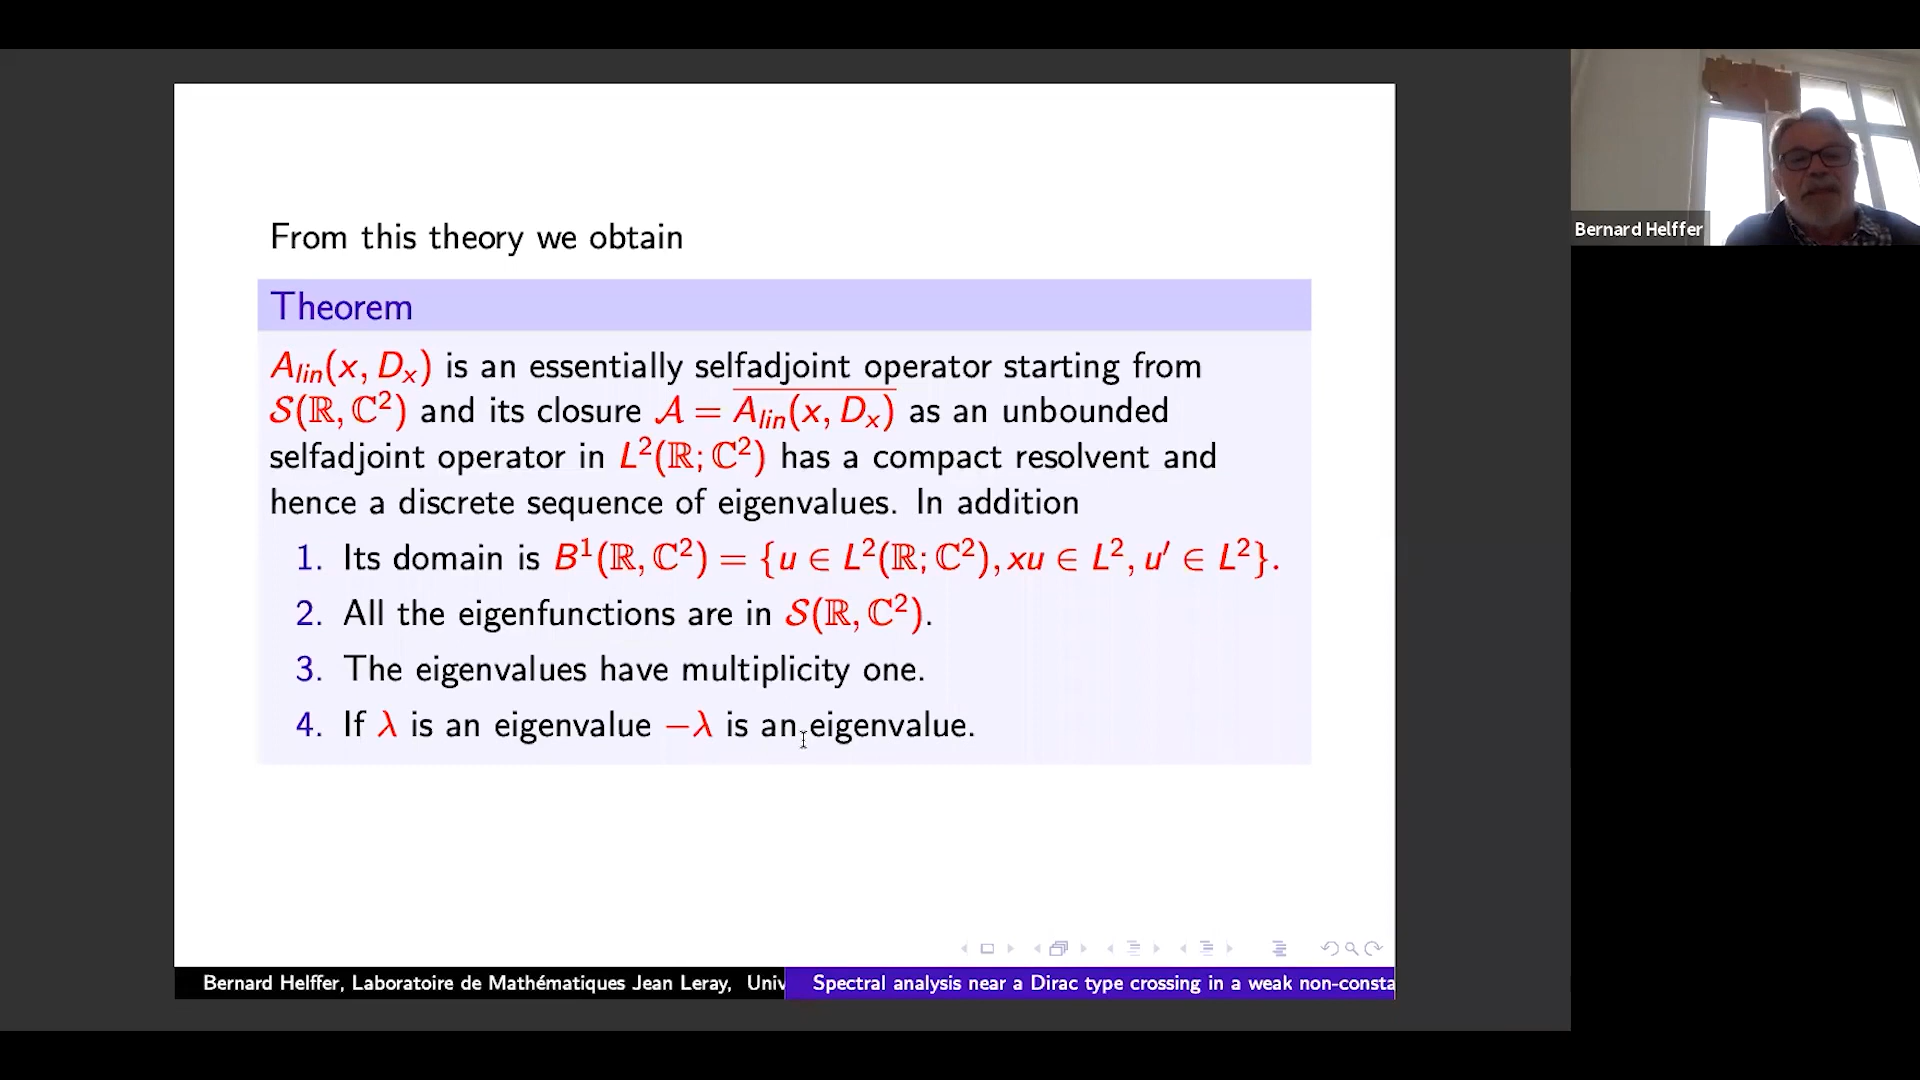 From this theory we obtain
Theorem
A_lin(x, D_x) is an essentially selfadjoint operator starting from
𝒮(ℝ, ℂ²) and its closure 𝒜 = \overline{A_lin(x, D_x)} as an unbounded
selfadjoint operator in L²(ℝ; ℂ²) has a compact resolvent and
hence a discrete sequence of eigenvalues. In addition
1. Its domain is B¹(ℝ, ℂ²) = {u ∈ L²(ℝ; ℂ²), xu ∈ L², u′ ∈ L²}.
2. All the eigenfunctions are in 𝒮(ℝ, ℂ²).
3. The eigenvalues have multiplicity one.
4. If λ is an eigenvalue −λ is an eigenvalue.
Bernard Helffer, Laboratoire de Mathématiques Jean Leray, Univ
Spectral analysis near a Dirac type crossing in a weak non-consta
Bernard Helffer